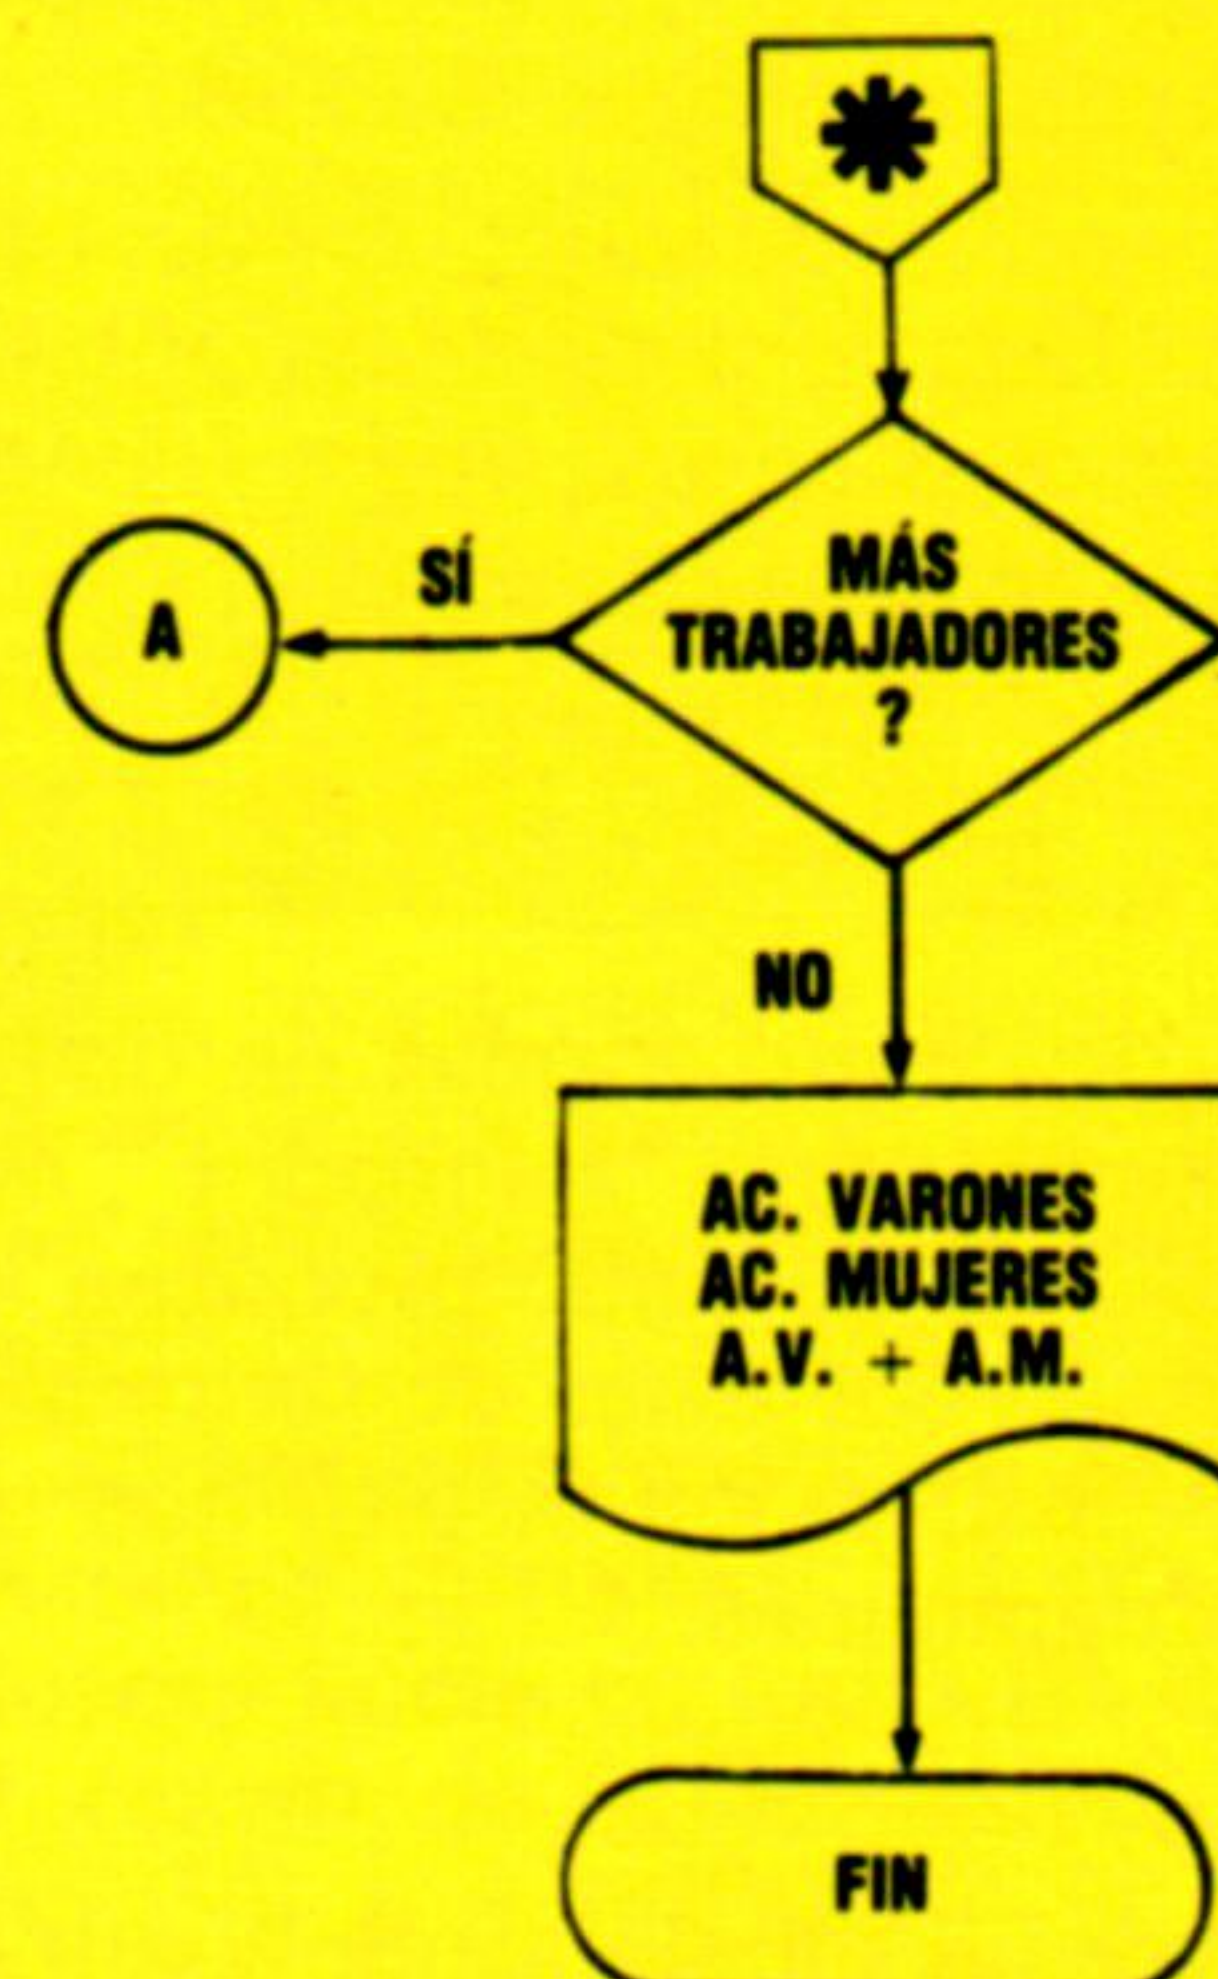 *
MÁS
TRABAJADORES
?
SÍ
A
NO
AC. VARONES
AC. MUJERES
A.V. + A.M.
FIN